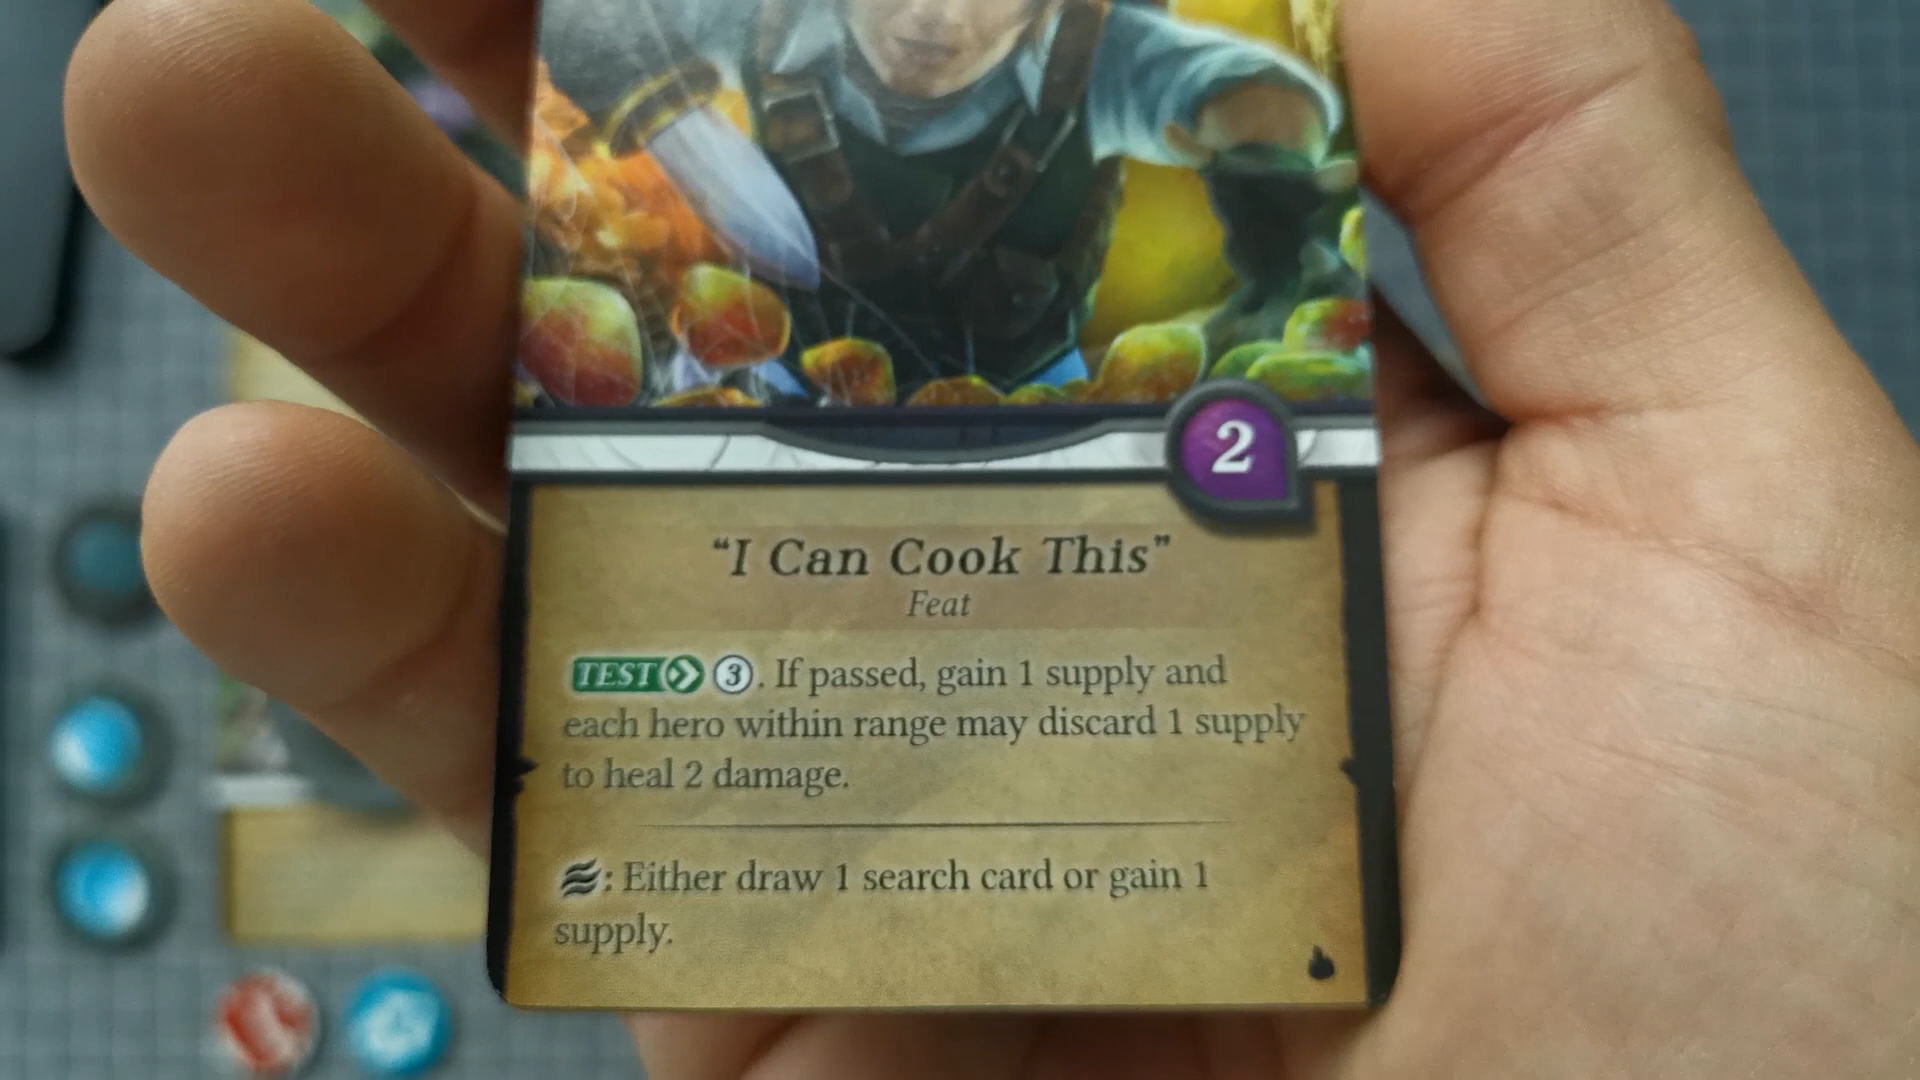 2
“I Can Cook This”
Feat
TEST 3. If passed, gain 1 supply and
each hero within range may discard 1 supply
to heal 2 damage.
: Either draw 1 search card or gain 1
supply.